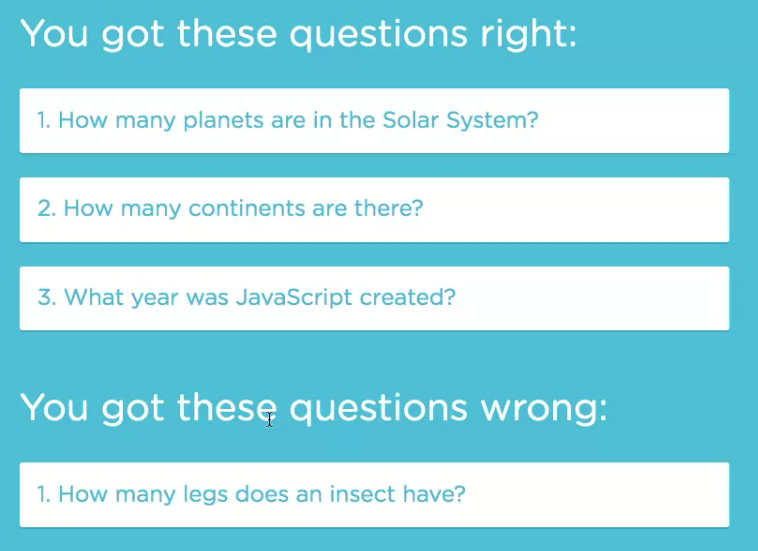 You got these questions right:
1. How many planets are in the Solar System?
2. How many continents are there?
3. What year was JavaScript created?
You got these questions wrong:
1. How many legs does an insect have?